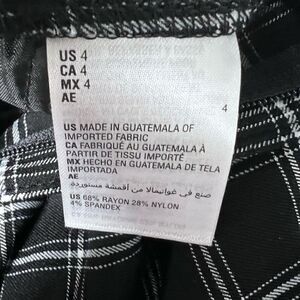 US 4
CA 4
MX 4
AE
4
US MADE IN GUATEMALA OF
IMPORTED FABRIC
CA FABRIQUÉ AU GUATEMALA À
PARTIR DE TISSU IMPORTÉ
MX HECHO EN GUATEMALA DE TELA
IMPORTADA
AE
صنع في غواتيمالا من أقمشة مستوردة.
US 68% RAYON 28% NYLON
4% SPANDEX